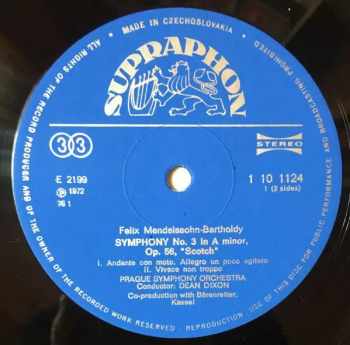 MADE IN CZECHOSLOVAKIA
ALL RIGHTS OF THE RECORD PRODUCER AND OF THE OWNER OF THE RECORDED WORK RESERVED
REPRODUCTION, USE OF THIS DISC FOR PUBLIC PERFORMANCE AND BROADCASTING PROHIBITED
SUPRAPHON
33
STEREO
E 2199
℗ 1972
76 1
1 10 1124
1 (2 sides)
Felix Mendelssohn-Bartholdy
SYMPHONY No. 3 in A minor,
Op. 56, "Scotch"
I. Andante con moto. Allegro un poco agitato
II. Vivace non troppo
PRAGUE SYMPHONY ORCHESTRA
Conductor: DEAN DIXON
Co-production with Bärenreiter,
Kassel